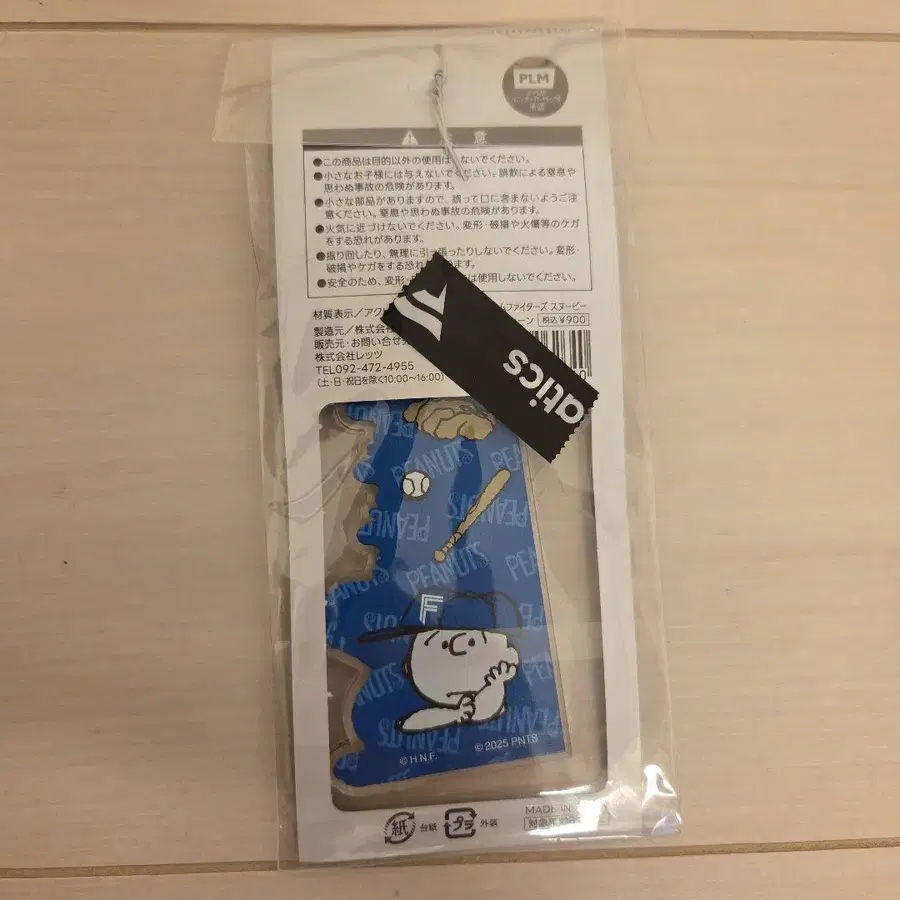 PLM
承認
注 意
●この商品は目的以外の使用は ないでください。
●小さなお子様には与えないでください。誤飲による窒息や
思わぬ事故の危険があります。
●小さな部品がありますので、誤って口に含まないようご注
意ください。窒息や思わぬ事故の危険があります。
●火気に近づけないでください。変形・破損や火傷等のケガ
をする恐れがあります。
●振り回したり、無理に引っ張ったりしないでください。変形・
破損やケガをする恐れ ります。
●安全のため、変形・ は使用しないでください。
材質表示／アク ムファイターズ スヌーピー
製造元／株式会 ーン 税込¥900
販売元・お問い合せ
株式会社レッツ
TEL092-472-4955
(土・日・祝日を除く10:00〜16:00)
atics
PEANUTS
PEANUTS
PEANUTS
PEANUTS
F
©H.N.F. © 2025 PNTS
紙 台紙 プラ 外装
MADE IN